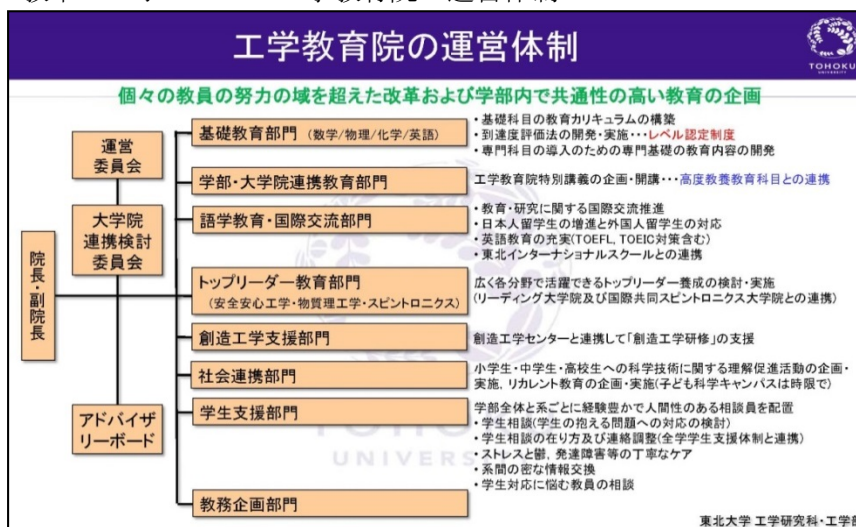 工学教育院の運営体制
TOHOKU
UNIVERSITY
個々の教員の努力の域を超えた改革および学部内で共通性の高い教育の企画
運営
委員会
大学院
連携検討
委員会
院長・副院長
アドバイザ
リーボード
基礎教育部門 (数学/物理/化学/英語)
・基礎科目の教育カリキュラムの構築
・到達度評価法の開発・実施・・・レベル認定制度
・専門科目の導入のための専門基礎の教育内容の開発
学部・大学院連携教育部門
工学教育院特別講義の企画・開講・・・高度教養教育科目との連携
語学教育・国際交流部門
・教育・研究に関する国際交流推進
・日本人留学生の増進と外国人留学生の対応
・英語教育の充実(TOEFL, TOEIC対策含む)
・東北インターナショナルスクールとの連携
トップリーダー教育部門
(安全安心工学・物質理工学・スピントロニクス)
広く各分野で活躍できるトップリーダー養成の検討・実施
(リーディング大学院及び国際共同スピントロニクス大学院との連携)
創造工学支援部門
創造工学センターと連携して「創造工学研修」の支援
社会連携部門
小学生・中学生・高校生への科学技術に関する理解促進活動の企画・
実施, リカレント教育の企画・実施(子ども科学キャンパスは時限で)
学生支援部門
学部全体と系ごとに経験豊かで人間性のある相談員を配置
・学生相談(学生の抱える問題への対応の検討)
・学生相談の在り方及び連絡調整(全学学生支援体制と連携)
・ストレスと鬱, 発達障害等の丁寧なケア
・系間の密な情報交換
・学生対応に悩む教員の相談
教務企画部門
UNIVERS
東北大学 工学研究科・工学部